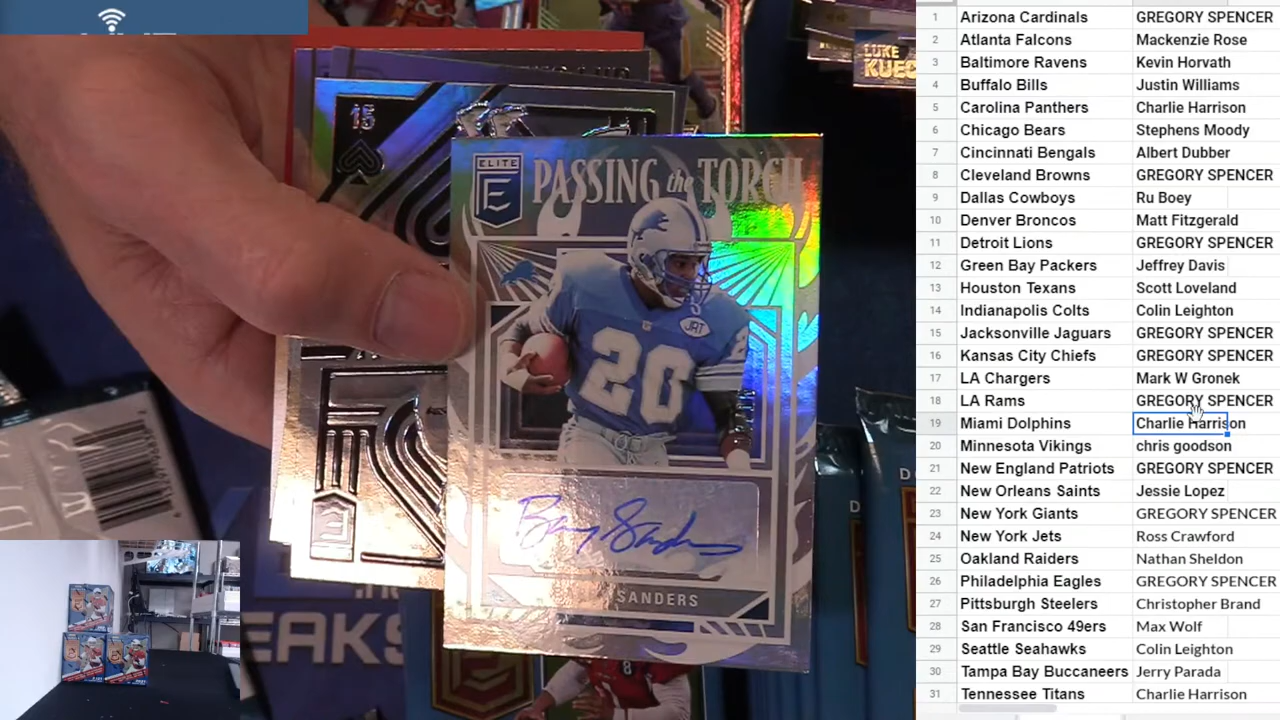 LUKE
KUEC
15
ELITE
E
PASSING the TORCH
JRT
20
Barry Sanders
SANDERS
EAKS
8
1 Arizona Cardinals GREGORY SPENCER
2 Atlanta Falcons Mackenzie Rose
3 Baltimore Ravens Kevin Horvath
4 Buffalo Bills Justin Williams
5 Carolina Panthers Charlie Harrison
6 Chicago Bears Stephens Moody
7 Cincinnati Bengals Albert Dubber
8 Cleveland Browns GREGORY SPENCER
9 Dallas Cowboys Ru Boey
10 Denver Broncos Matt Fitzgerald
11 Detroit Lions GREGORY SPENCER
12 Green Bay Packers Jeffrey Davis
13 Houston Texans Scott Loveland
14 Indianapolis Colts Colin Leighton
15 Jacksonville Jaguars GREGORY SPENCER
16 Kansas City Chiefs GREGORY SPENCER
17 LA Chargers Mark W Gronek
18 LA Rams GREGORY SPENCER
19 Miami Dolphins Charlie Harrison
20 Minnesota Vikings chris goodson
21 New England Patriots GREGORY SPENCER
22 New Orleans Saints Jessie Lopez
23 New York Giants GREGORY SPENCER
24 New York Jets Ross Crawford
25 Oakland Raiders Nathan Sheldon
26 Philadelphia Eagles GREGORY SPENCER
27 Pittsburgh Steelers Christopher Brand
28 San Francisco 49ers Max Wolf
29 Seattle Seahawks Colin Leighton
30 Tampa Bay Buccaneers Jerry Parada
31 Tennessee Titans Charlie Harrison